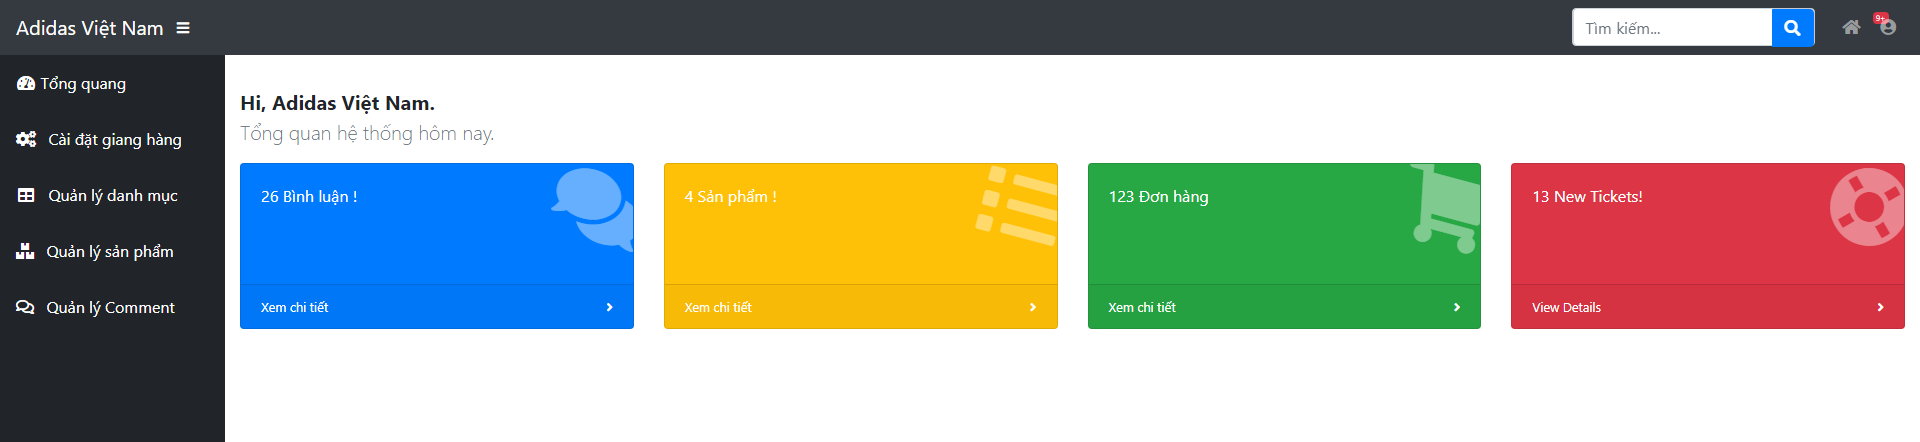 Adidas Việt Nam
Tìm kiếm...
9+
Tổng quang
Cài đặt giang hàng
Quản lý danh mục
Quản lý sản phẩm
Quản lý Comment
Hi, Adidas Việt Nam.
Tổng quan hệ thống hôm nay.
26 Bình luận !
Xem chi tiết
4 Sản phẩm !
Xem chi tiết
123 Đơn hàng
Xem chi tiết
13 New Tickets!
View Details